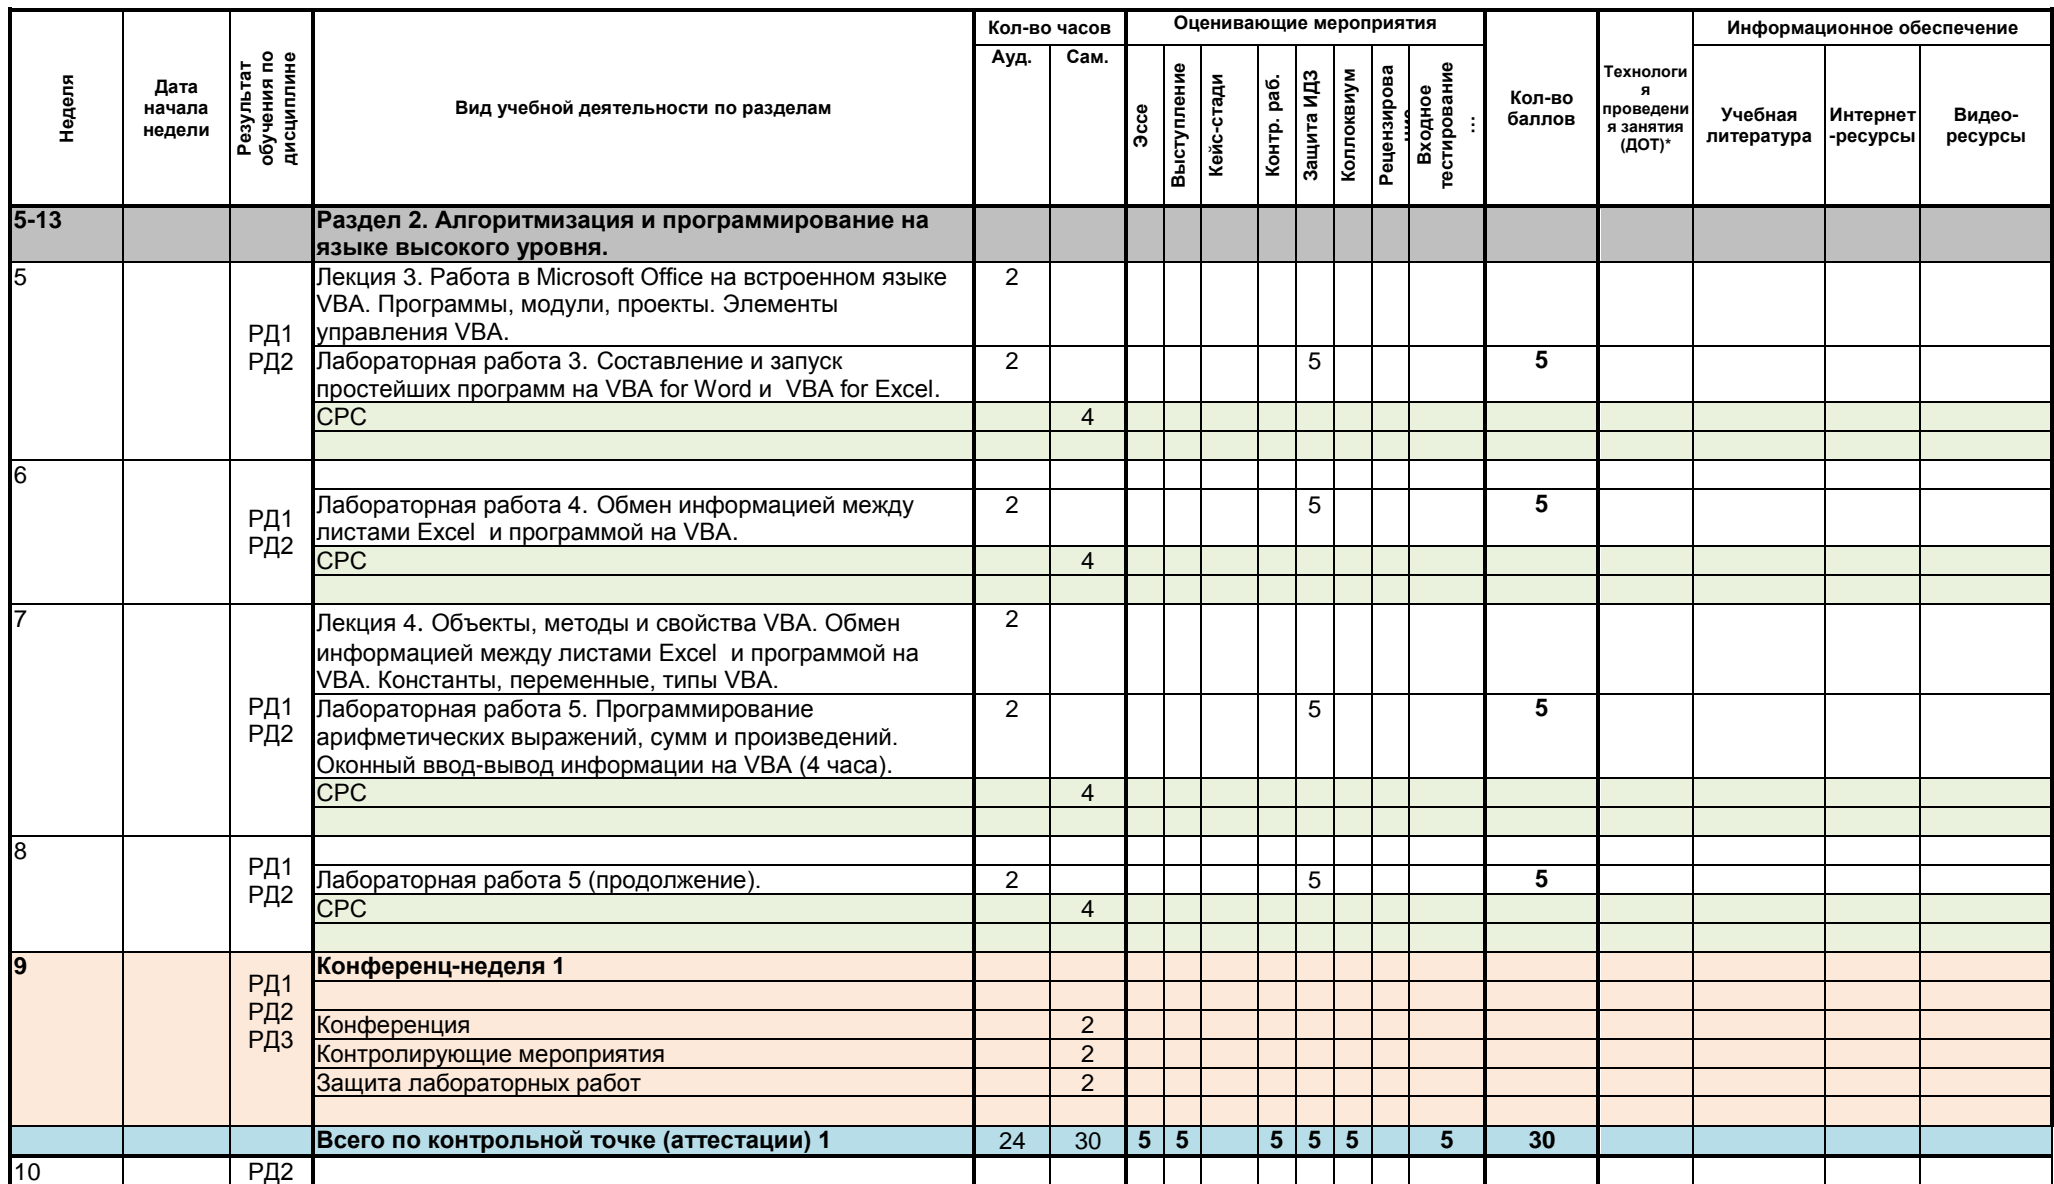 Неделя
Дата
начала
недели
Результат
обучения по
дисциплине
Вид учебной деятельности по разделам
Кол-во часов
Ауд.
Сам.
Оценивающие мероприятия
Эссе
Выступление
Кейс-стади
Контр. раб.
Защита ИДЗ
Коллоквиум
Рецензирова
Входное
тестирование
…
Кол-во
баллов
Технологи
я
проведени
я занятия
(ДОТ)*
Информационное обеспечение
Учебная
литература
Интернет
-ресурсы
Видео-
ресурсы
5-13
Раздел 2. Алгоритмизация и программирование на
языке высокого уровня.
5
РД1
РД2
Лекция 3. Работа в Microsoft Office на встроенном языке
VBA. Программы, модули, проекты. Элементы
управления VBA.
2
Лабораторная работа 3. Составление и запуск
простейших программ на VBA for Word и VBA for Excel.
2 5 5
СРС 4
6
РД1
РД2
Лабораторная работа 4. Обмен информацией между
листами Excel и программой на VBA.
2 5 5
СРС 4
7
РД1
РД2
Лекция 4. Объекты, методы и свойства VBA. Обмен
информацией между листами Excel и программой на
VBA. Константы, переменные, типы VBA.
2
Лабораторная работа 5. Программирование
арифметических выражений, сумм и произведений.
Оконный ввод-вывод информации на VBA (4 часа).
2 5 5
СРС 4
8
РД1
РД2
Лабораторная работа 5 (продолжение). 2 5 5
СРС 4
9
РД1
РД2
РД3
Конференц-неделя 1
Конференция 2
Контролирующие мероприятия 2
Защита лабораторных работ 2
Всего по контрольной точке (аттестации) 1 24 30 5 5 5 5 5 5 30
10 РД2